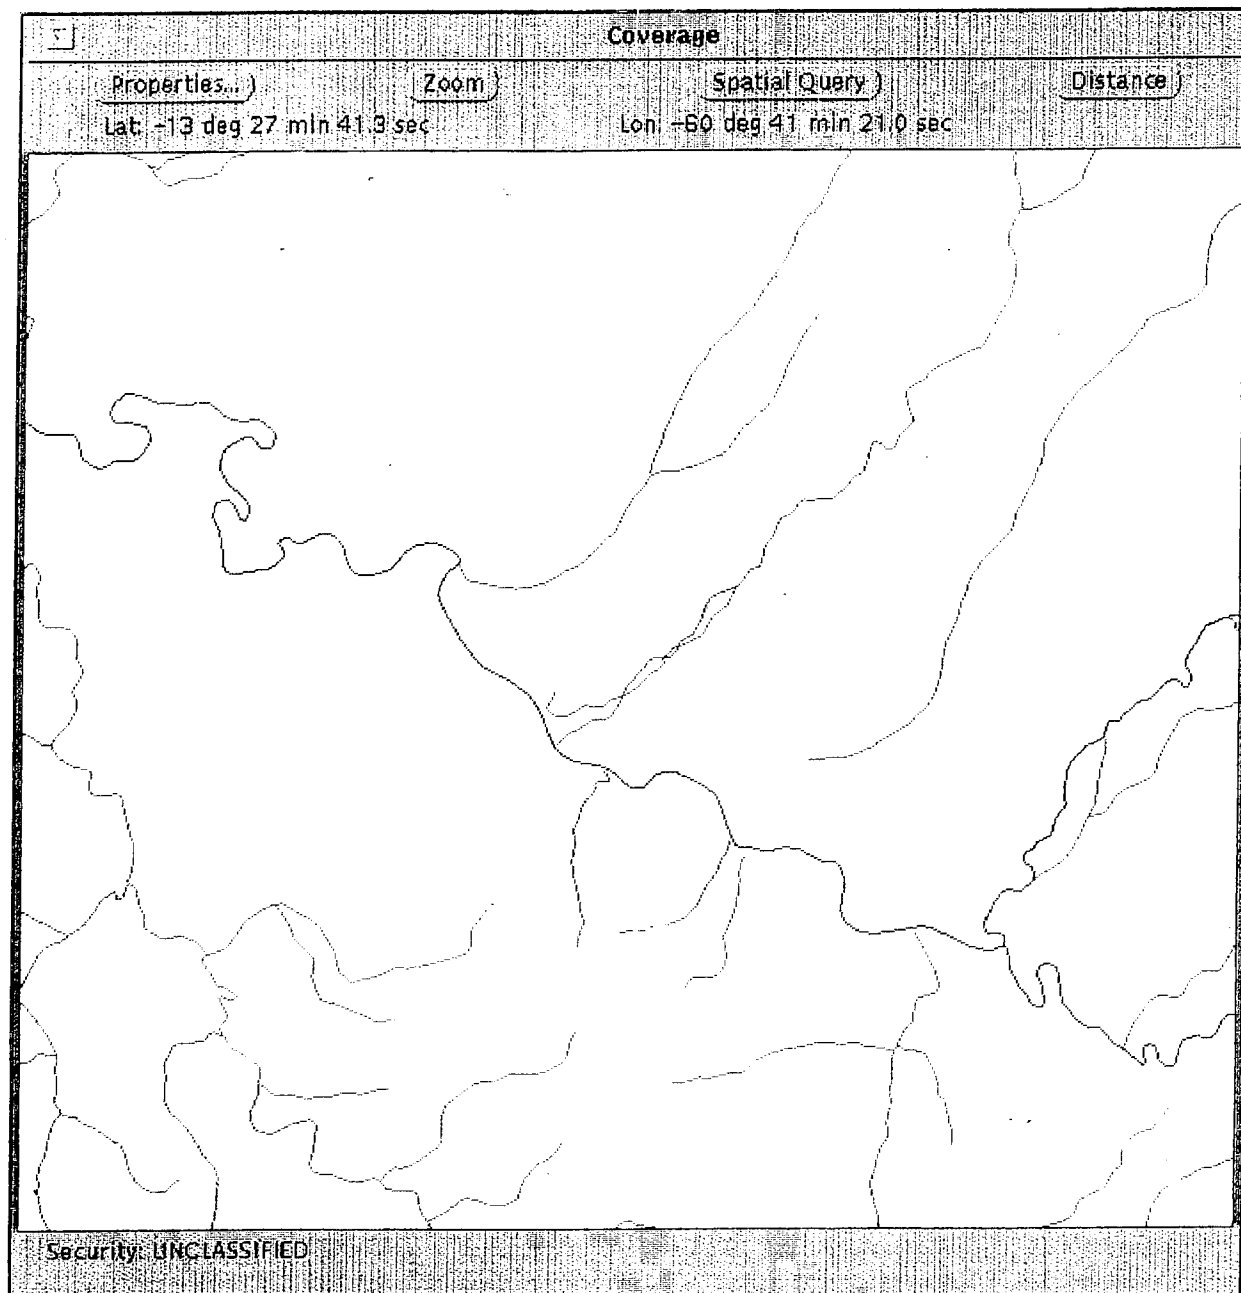 Coverage
Properties... Zoom Spatial Query Distance
Lat: -13 deg 27 min 41.3 sec Lon: -60 deg 41 min 21.0 sec
Security: UNCLASSIFIED